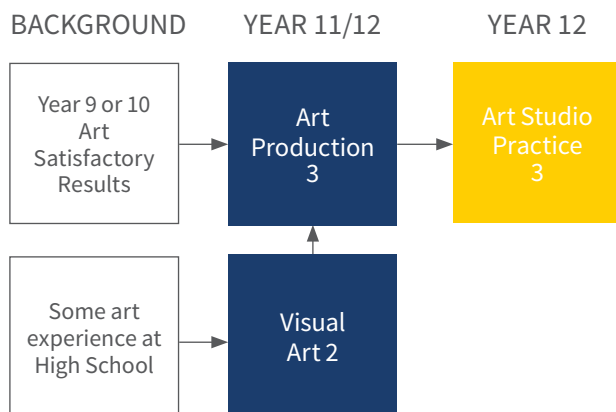 BACKGROUND
YEAR 11/12
YEAR 12
Year 9 or 10
Art
Satisfactory
Results
Art
Production
3
Art Studio
Practice
3
Some art
experience at
High School
Visual
Art 2